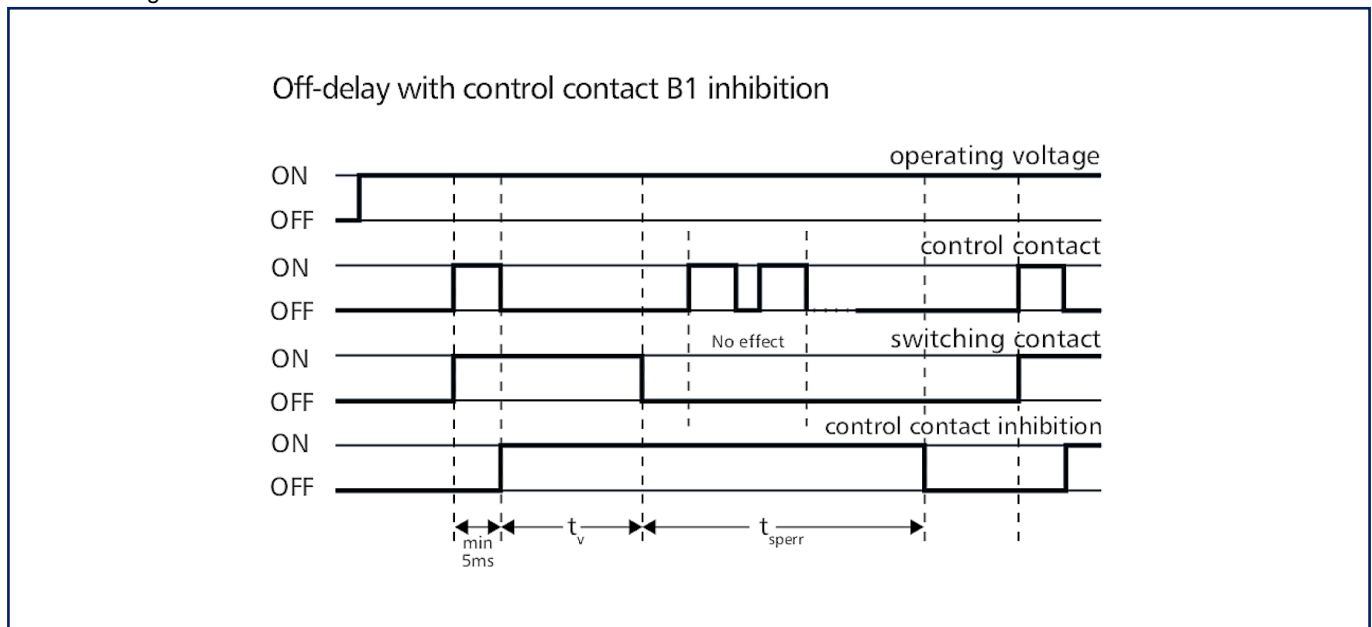 Off-delay with control contact B1 inhibition
operating voltage
ON
OFF
control contact
ON
OFF
No effect
switching contact
ON
OFF
control contact inhibition
ON
OFF
min
5ms
tv
tsperr